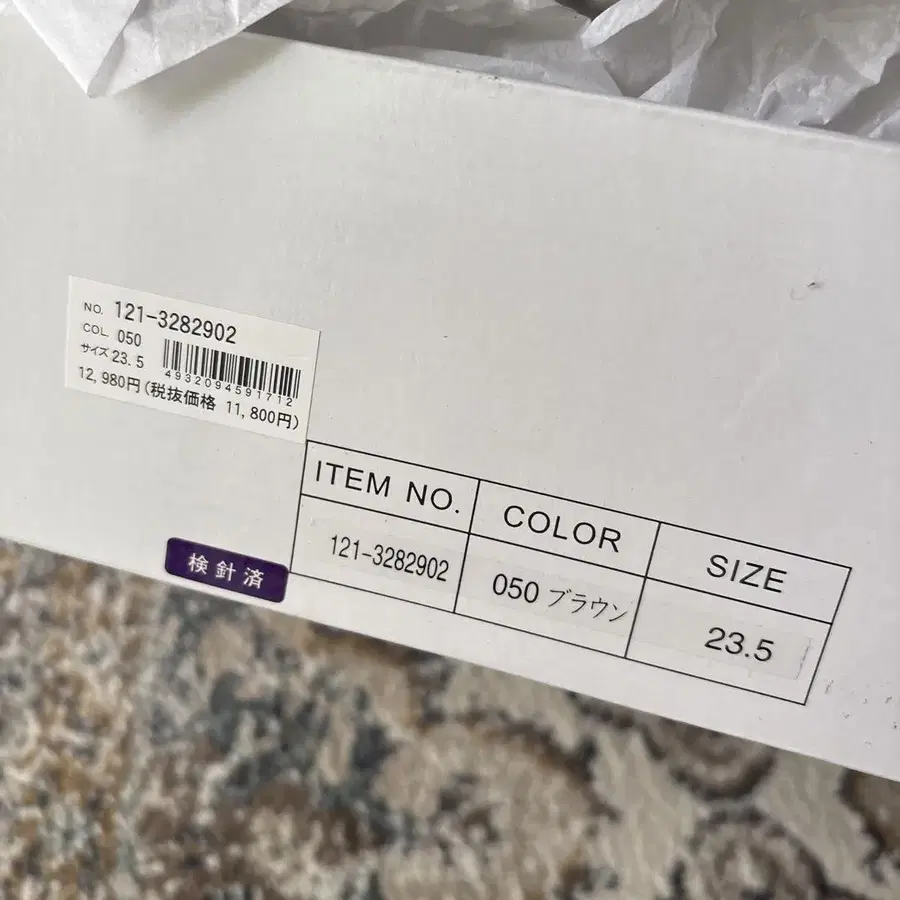 NO. 121-3282902
COL. 050
サイズ 23.5
4932094591712
12,980円(税抜価格 11,800円)
検針済
ITEM NO. COLOR SIZE
121-3282902 050 ブラウン 23.5